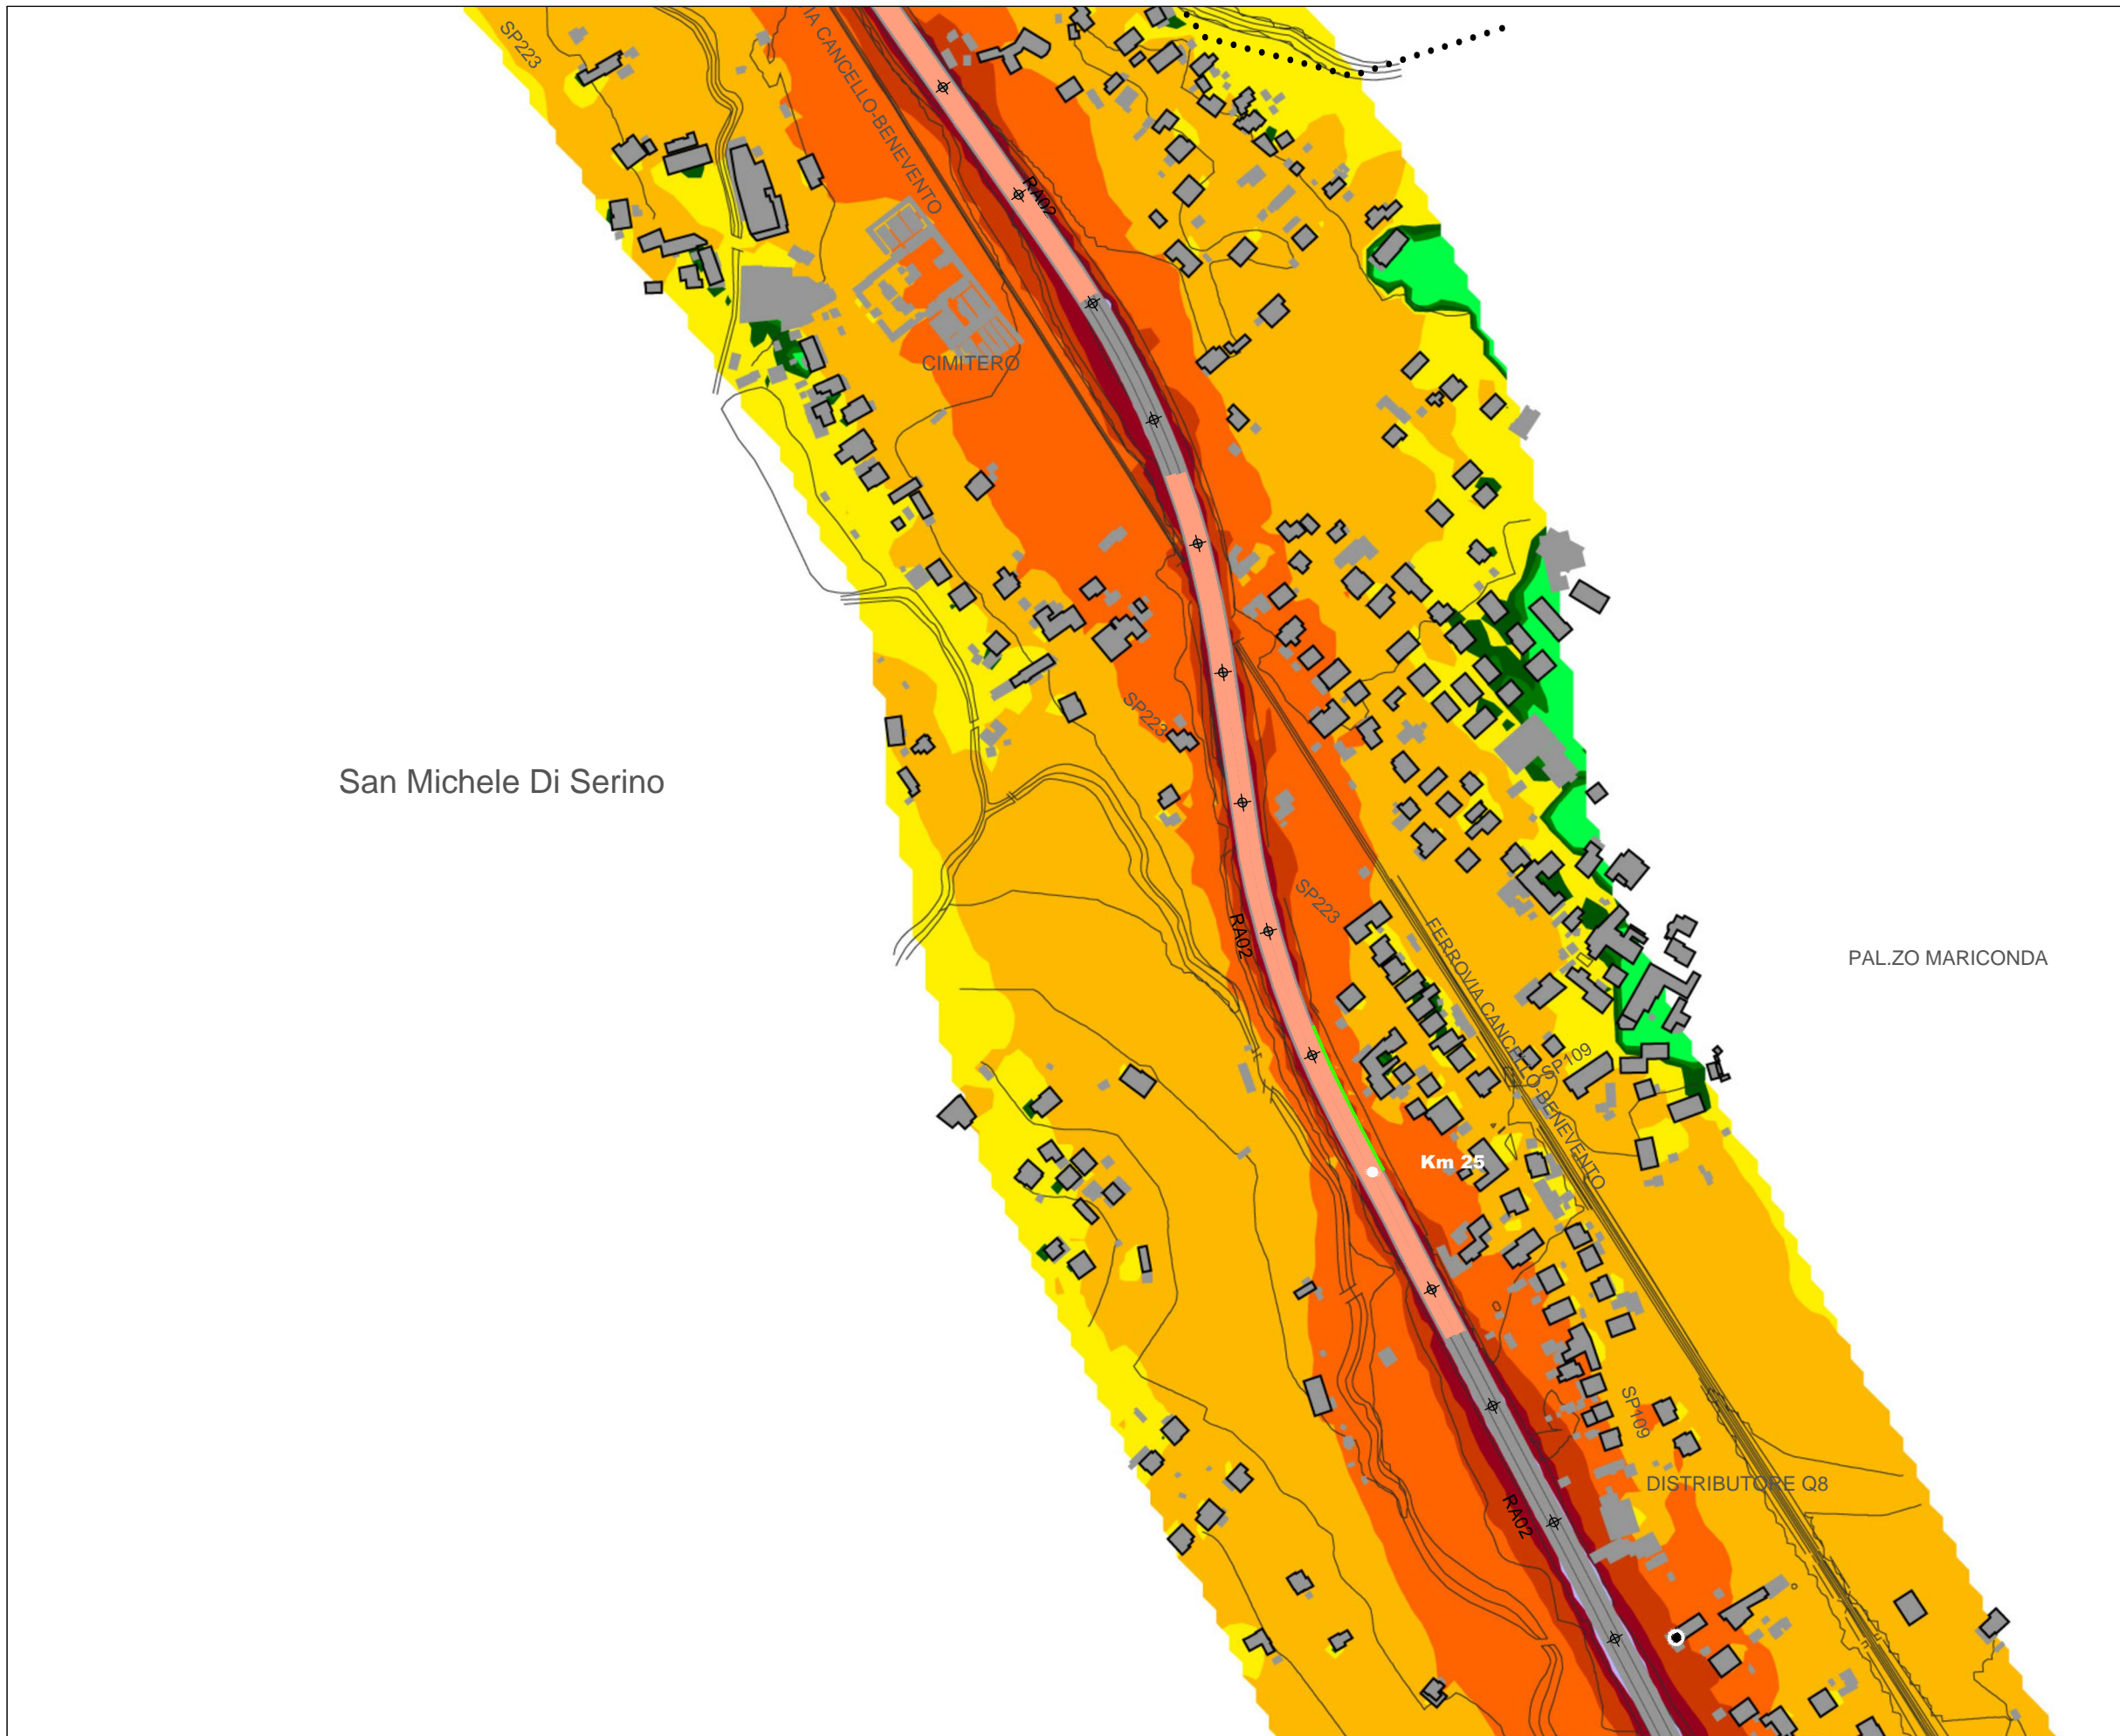 SP223
IA CANCELLO-BENEVENTO
RA02
CIMITERO
SP223
San Michele Di Serino
SP223
RA02
FERROVIA CANCELLO-BENEVENTO
PAL.ZO MARICONDA
SP109
Km 25
SP109
DISTRIBUTORE Q8
RA02